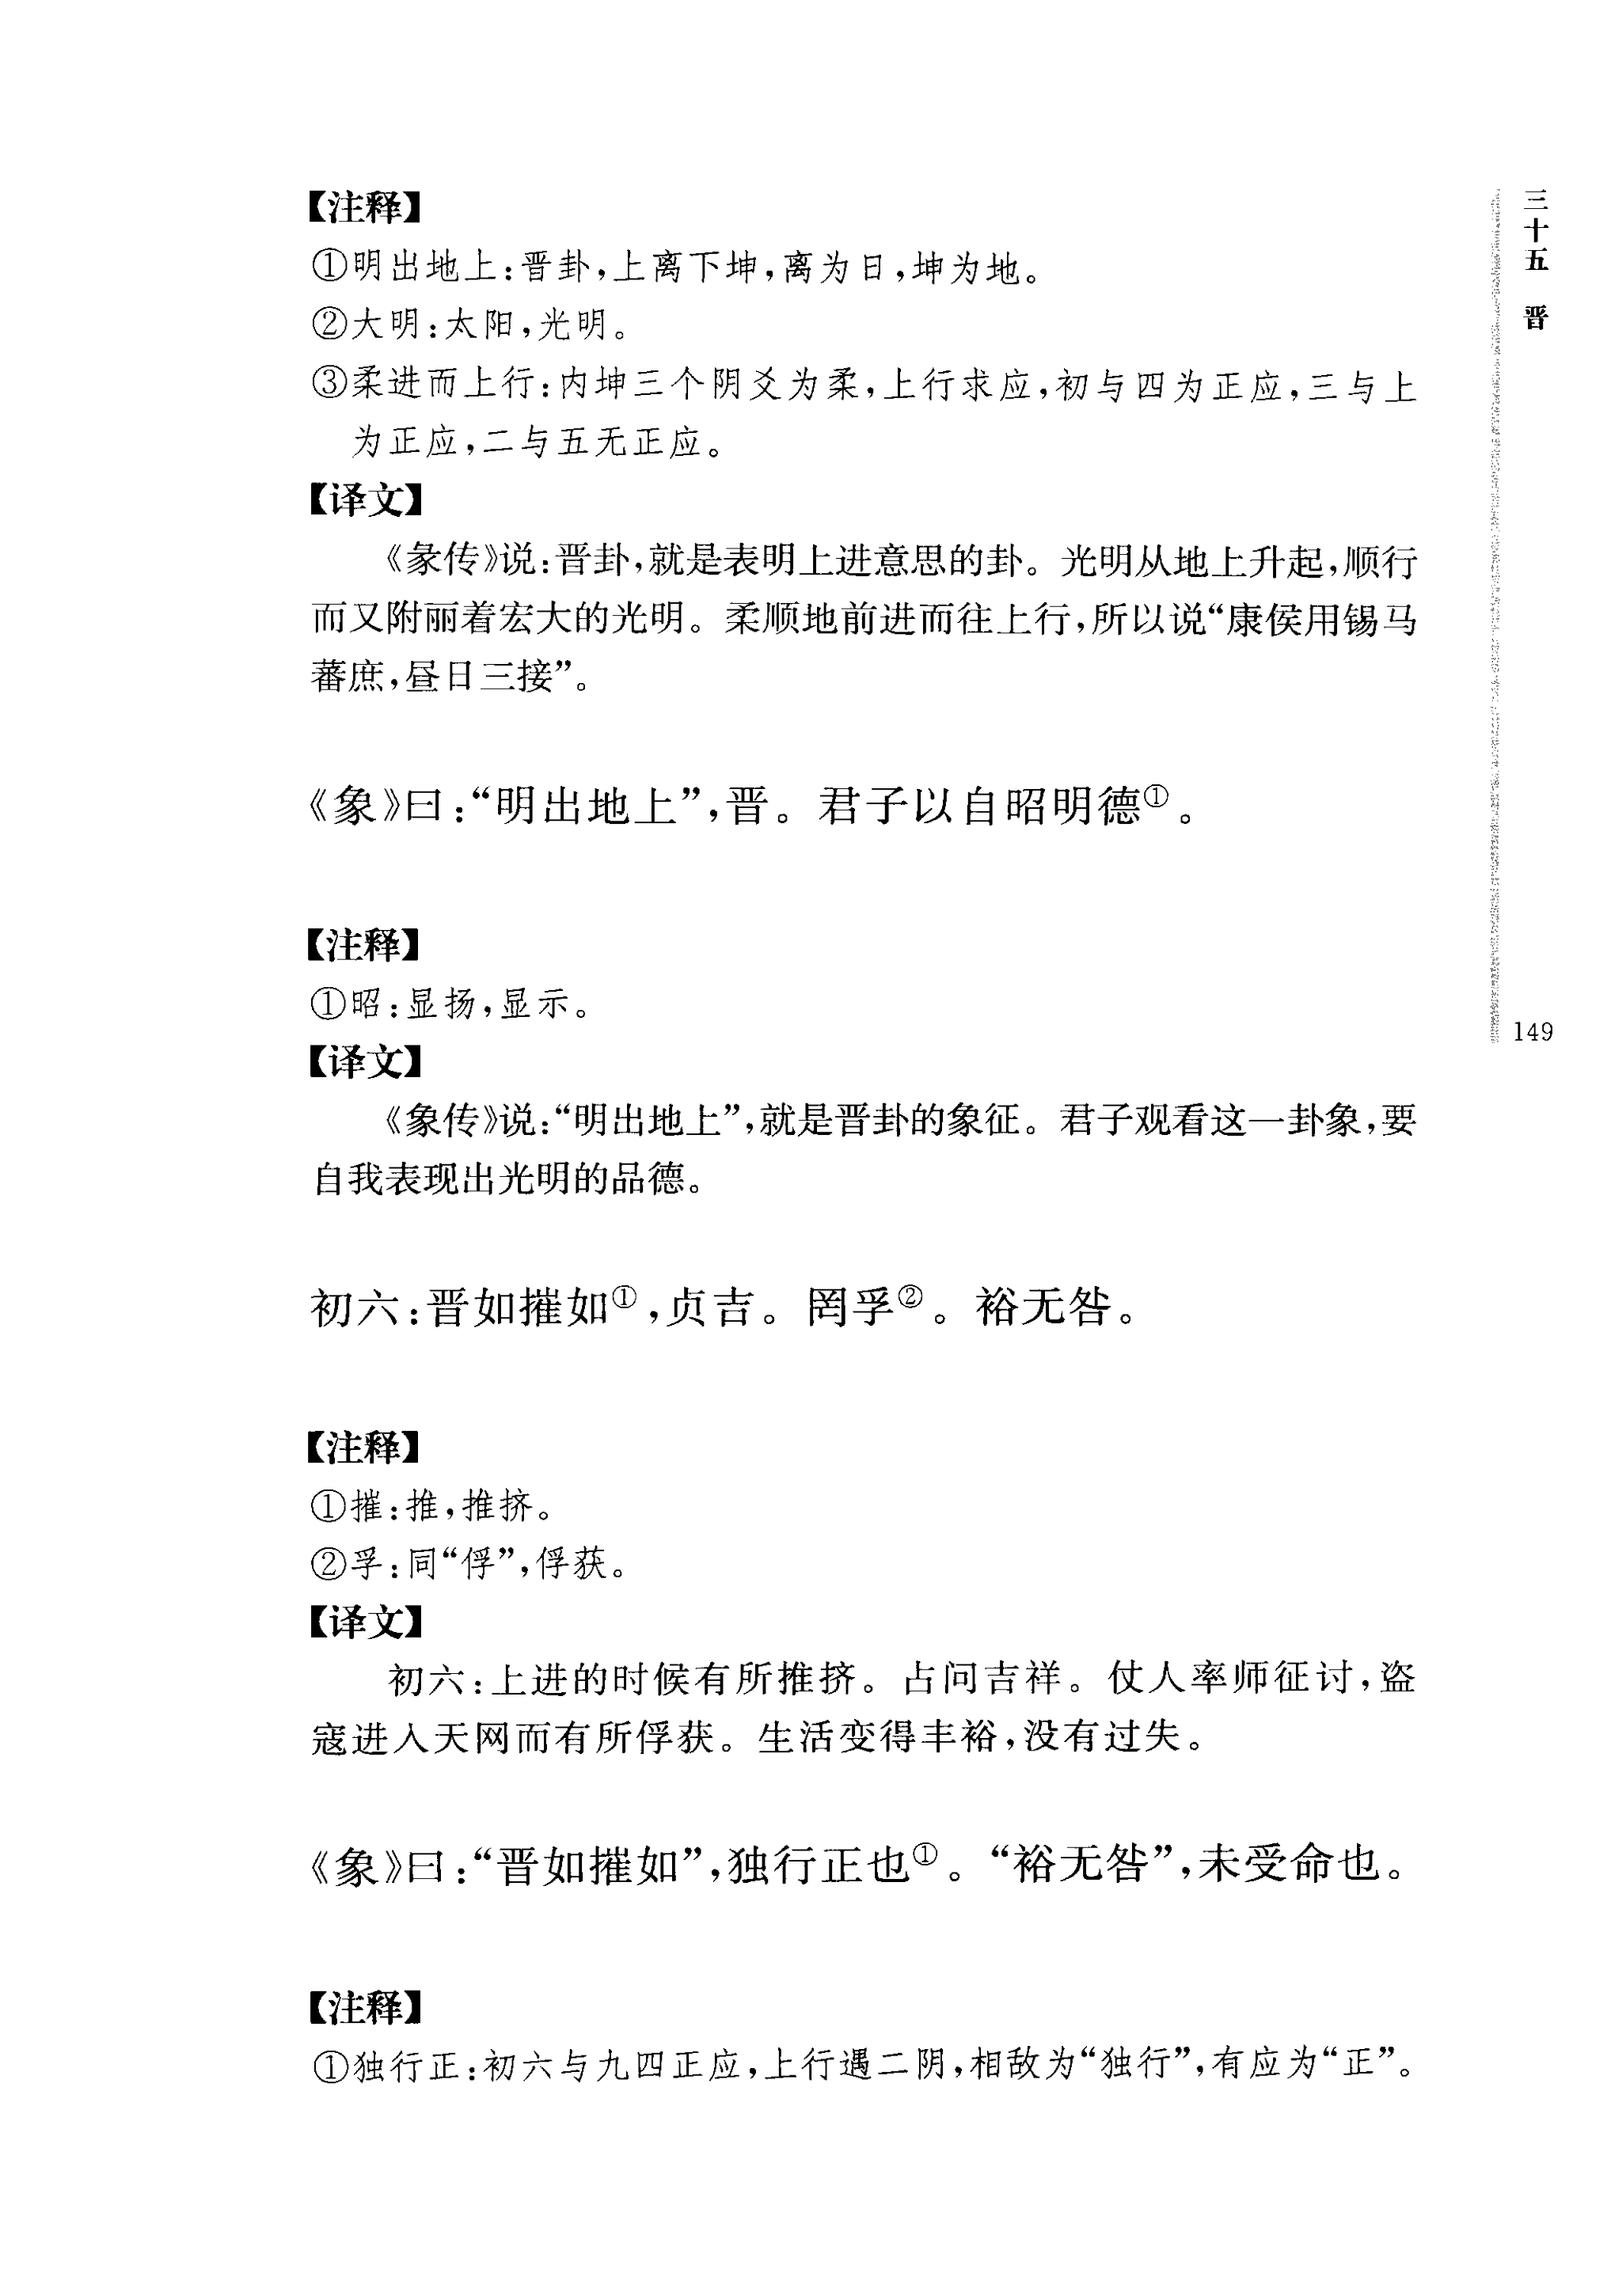 【注释】
①明出地上:晋卦,上离下坤,离为日,坤为地。
②大明:太阳,光明。
③柔进而上行:内坤三个阴爻为柔,上行求应,初与四为正应,三与上
为正应,二与五无正应。
【译文】
《彖传》说:晋卦,就是表明上进意思的卦。光明从地上升起,顺行
而又附丽着宏大的光明。柔顺地前进而往上行,所以说“康侯用锡马
蕃庶,昼日三接”。
《象》曰:“明出地上”,晋。君子以自昭明德①。
【注释】
①昭:显扬,显示。
【译文】
《象传》说:“明出地上”,就是晋卦的象征。君子观看这一卦象,要
自我表现出光明的品德。
初六:晋如摧如①,贞吉。罔孚②。裕无咎。
【注释】
①摧:推,推挤。
②孚:同“俘”,俘获。
【译文】
初六:上进的时候有所推挤。占问吉祥。仗人率师征讨,盗
寇进入天网而有所俘获。生活变得丰裕,没有过失。
《象》曰:“晋如摧如”,独行正也①。“裕无咎”,未受命也。
【注释】
①独行正:初六与九四正应,上行遇二阴,相敌为“独行”,有应为“正”。
三十五 晋
149